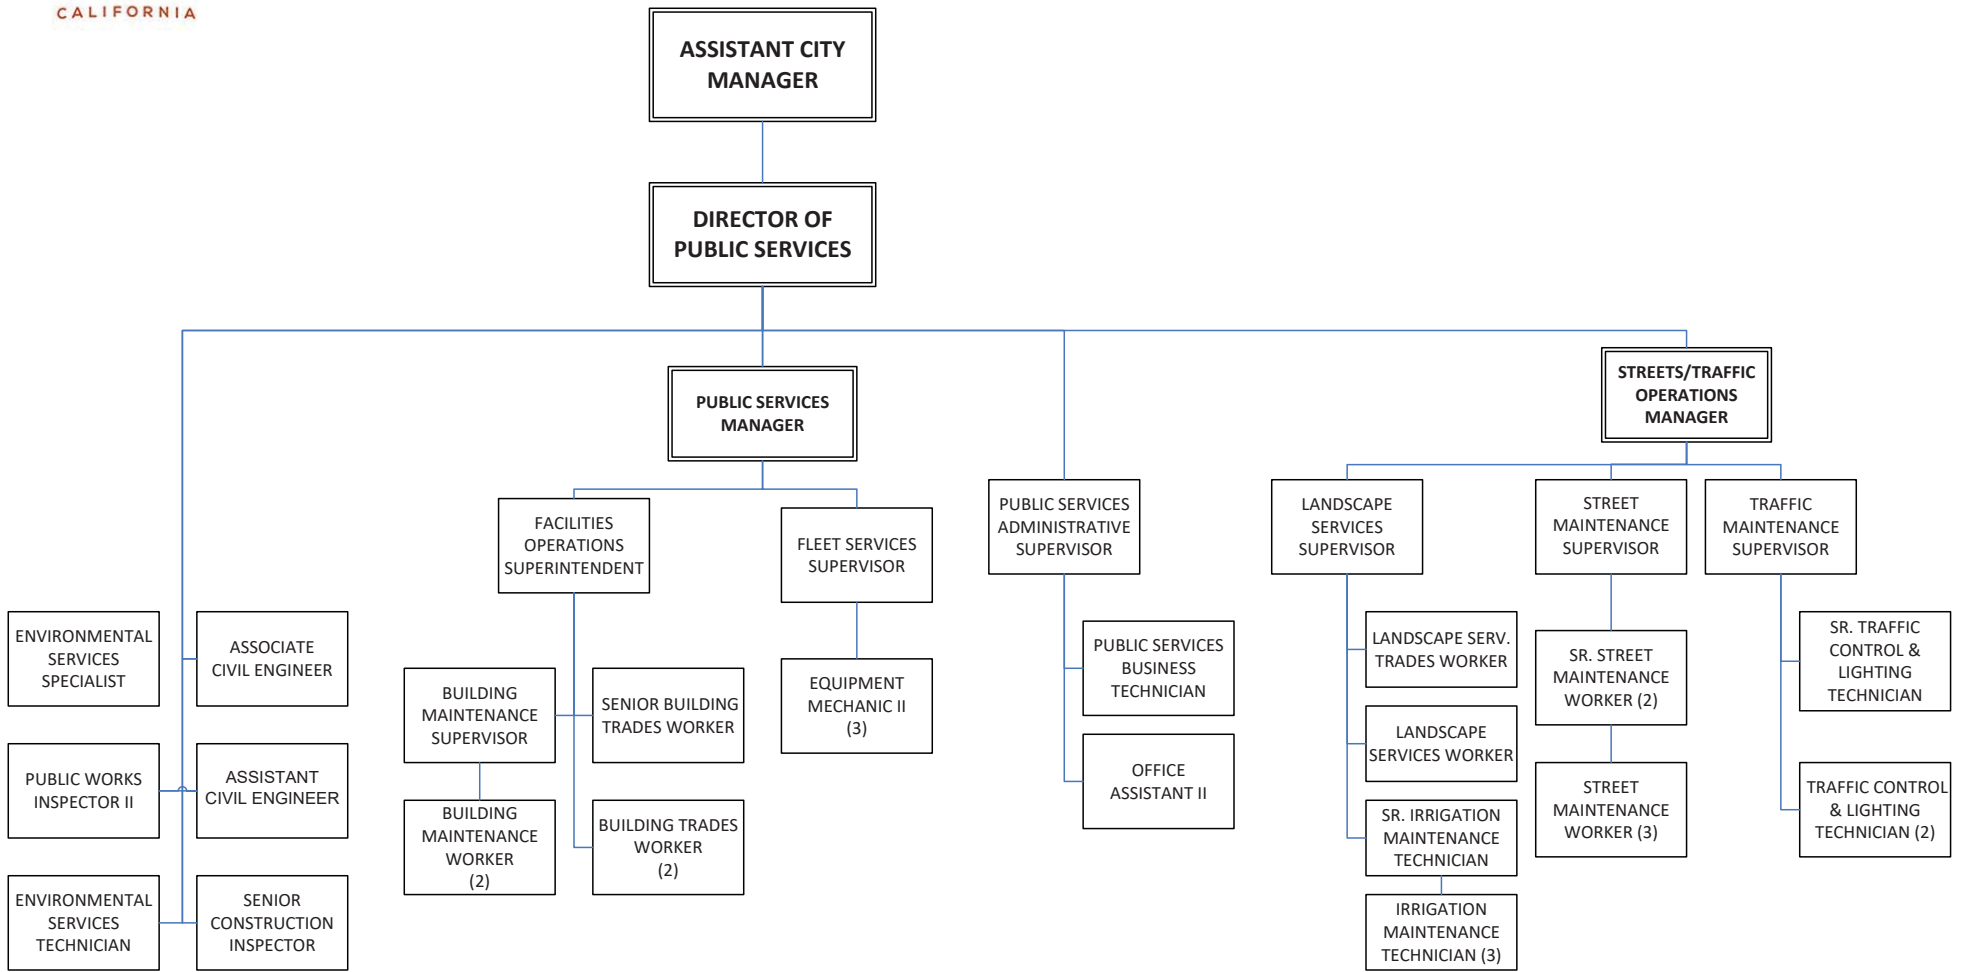 CALIFORNIA
ASSISTANT CITY
MANAGER
DIRECTOR OF
PUBLIC SERVICES
PUBLIC SERVICES
MANAGER
STREETS/TRAFFIC
OPERATIONS
MANAGER
FACILITIES
OPERATIONS
SUPERINTENDENT
FLEET SERVICES
SUPERVISOR
PUBLIC SERVICES
ADMINISTRATIVE
SUPERVISOR
LANDSCAPE
SERVICES
SUPERVISOR
STREET
MAINTENANCE
SUPERVISOR
TRAFFIC
MAINTENANCE
SUPERVISOR
ENVIRONMENTAL
SERVICES
SPECIALIST
ASSOCIATE
CIVIL ENGINEER
BUILDING
MAINTENANCE
SUPERVISOR
SENIOR BUILDING
TRADES WORKER
EQUIPMENT
MECHANIC II
(3)
PUBLIC SERVICES
BUSINESS
TECHNICIAN
LANDSCAPE SERV.
TRADES WORKER
SR. STREET
MAINTENANCE
WORKER (2)
SR. TRAFFIC
CONTROL &
LIGHTING
TECHNICIAN
PUBLIC WORKS
INSPECTOR II
ASSISTANT
CIVIL ENGINEER
BUILDING
MAINTENANCE
WORKER
(2)
BUILDING TRADES
WORKER
(2)
OFFICE
ASSISTANT II
LANDSCAPE
SERVICES WORKER
STREET
MAINTENANCE
WORKER (3)
TRAFFIC CONTROL
& LIGHTING
TECHNICIAN (2)
SR. IRRIGATION
MAINTENANCE
TECHNICIAN
ENVIRONMENTAL
SERVICES
TECHNICIAN
SENIOR
CONSTRUCTION
INSPECTOR
IRRIGATION
MAINTENANCE
TECHNICIAN (3)